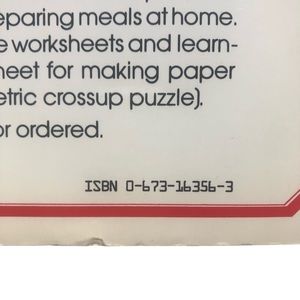 eparing meals at home.
e worksheets and learn-
heet for making paper
etric crossup puzzle).
or ordered.
ISBN 0-673-16356-3